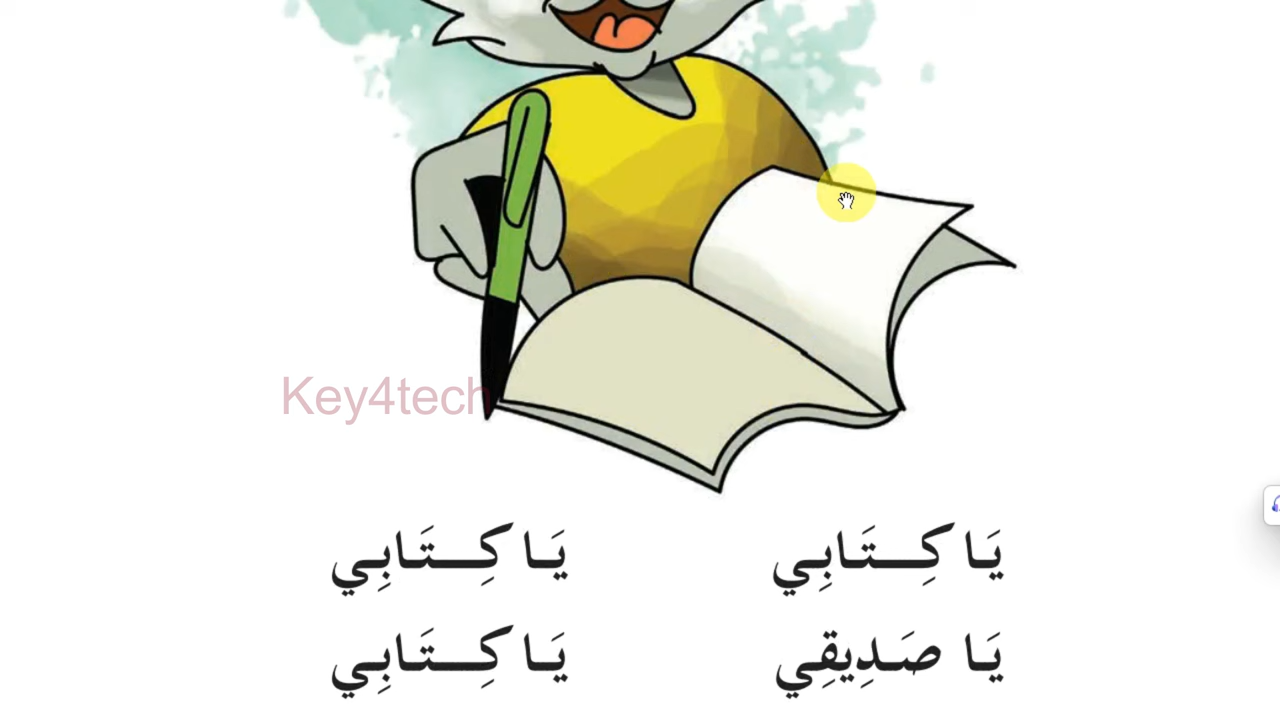 Key4tech
يَا كِـتَابِي يَا كِـتَابِي
يَا صَدِيقِي يَا كِـتَابِي